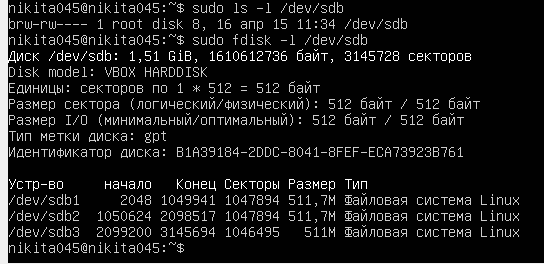 nikita045@nikita045:~$ sudo ls -l /dev/sdb
brw-rw---- 1 root disk 8, 16 апр 15 11:34 /dev/sdb
nikita045@nikita045:~$ sudo fdisk -l /dev/sdb
Диск /dev/sdb: 1,51 GiB, 1610612736 байт, 3145728 секторов
Disk model: VBOX HARDDISK
Единицы: секторов по 1 * 512 = 512 байт
Размер сектора (логический/физический): 512 байт / 512 байт
Размер I/O (минимальный/оптимальный): 512 байт / 512 байт
Тип метки диска: gpt
Идентификатор диска: B1A39184-2DDC-8041-8FEF-ECA73923B761
Устр-во начало Конец Секторы Размер Тип
/dev/sdb1 2048 1049941 1047894 511,7M Файловая система Linux
/dev/sdb2 1050624 2098517 1047894 511,7M Файловая система Linux
/dev/sdb3 2099200 3145694 1046495 511M Файловая система Linux
nikita045@nikita045:~$